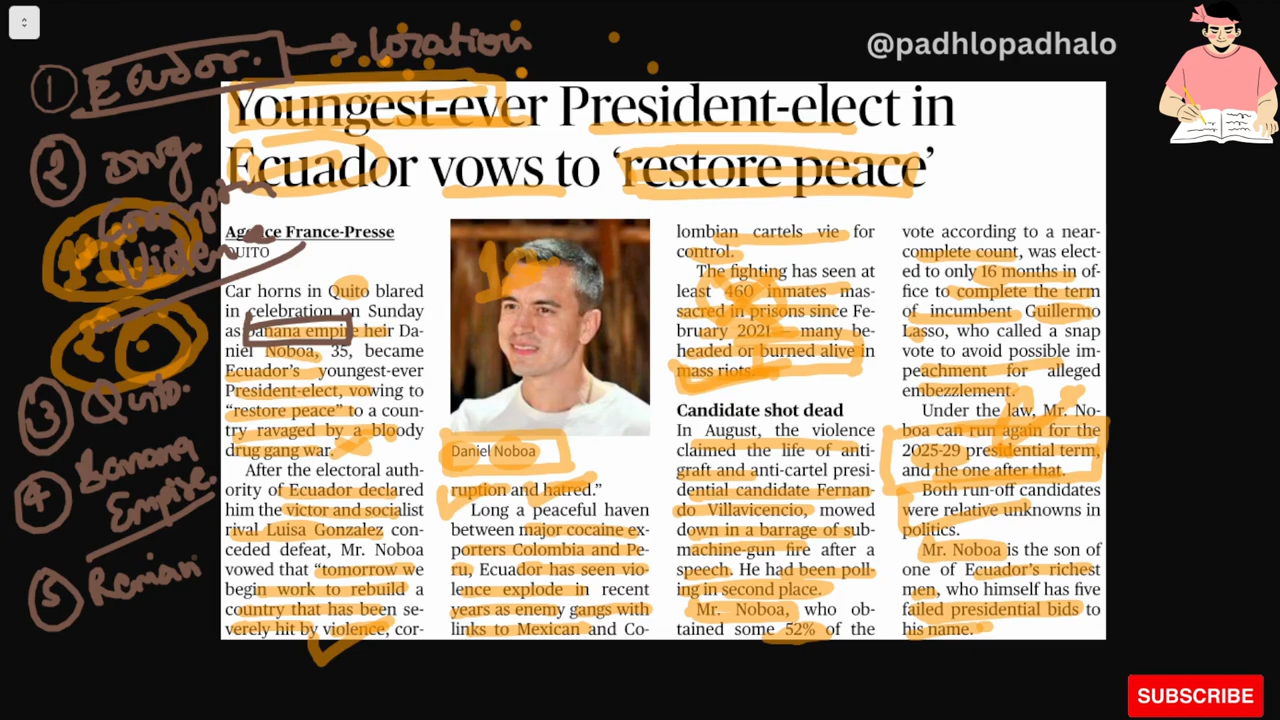 @padhlopadhalo
① Ecuador. → Location
② Drug
Corruption
Violence
③ Quito.
④ Banana
Empire.
⑤
Youngest-ever President-elect in
Ecuador vows to ‘restore peace’
Agence France-Presse
QUITO
Car horns in Quito blared
in celebration on Sunday
as banana empire heir Da-
niel Noboa, 35, became
Ecuador’s youngest-ever
President-elect, vowing to
“restore peace” to a coun-
try ravaged by a bloody
drug gang war.
After the electoral auth-
ority of Ecuador declared
him the victor and socialist
rival Luisa Gonzalez con-
ceded defeat, Mr. Noboa
vowed that “tomorrow we
begin work to rebuild a
country that has been se-
verely hit by violence, cor-
Daniel Noboa
ruption and hatred.”
Long a peaceful haven
between major cocaine ex-
porters Colombia and Pe-
ru, Ecuador has seen vio-
lence explode in recent
years as enemy gangs with
links to Mexican and Co-
lombian cartels vie for
control.
The fighting has seen at
least 460 inmates mas-
sacred in prisons since Fe-
bruary 2021 — many be-
headed or burned alive in
mass riots.
Candidate shot dead
In August, the violence
claimed the life of anti-
graft and anti-cartel presi-
dential candidate Fernan-
do Villavicencio, mowed
down in a barrage of sub-
machine-gun fire after a
speech. He had been poll-
ing in second place.
Mr. Noboa, who ob-
tained some 52% of the
vote according to a near-
complete count, was elect-
ed to only 16 months in of-
fice to complete the term
of incumbent Guillermo
Lasso, who called a snap
vote to avoid possible im-
peachment for alleged
embezzlement.
Under the law, Mr. No-
boa can run again for the
2025-29 presidential term,
and the one after that.
Both run-off candidates
were relative unknowns in
politics.
Mr. Noboa is the son of
one of Ecuador’s richest
men, who himself has five
failed presidential bids to
his name.
SUBSCRIBE